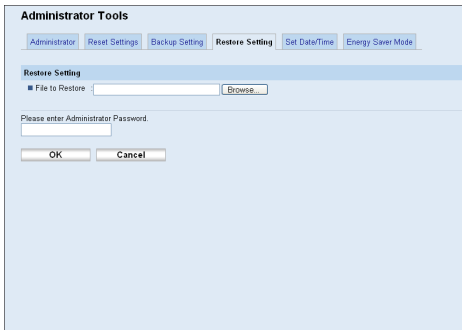 Administrator Tools
Administrator Reset Settings Backup Setting Restore Setting Set Date/Time Energy Saver Mode
Restore Setting
File to Restore : Browse...
Please enter Administrator Password.
OK Cancel